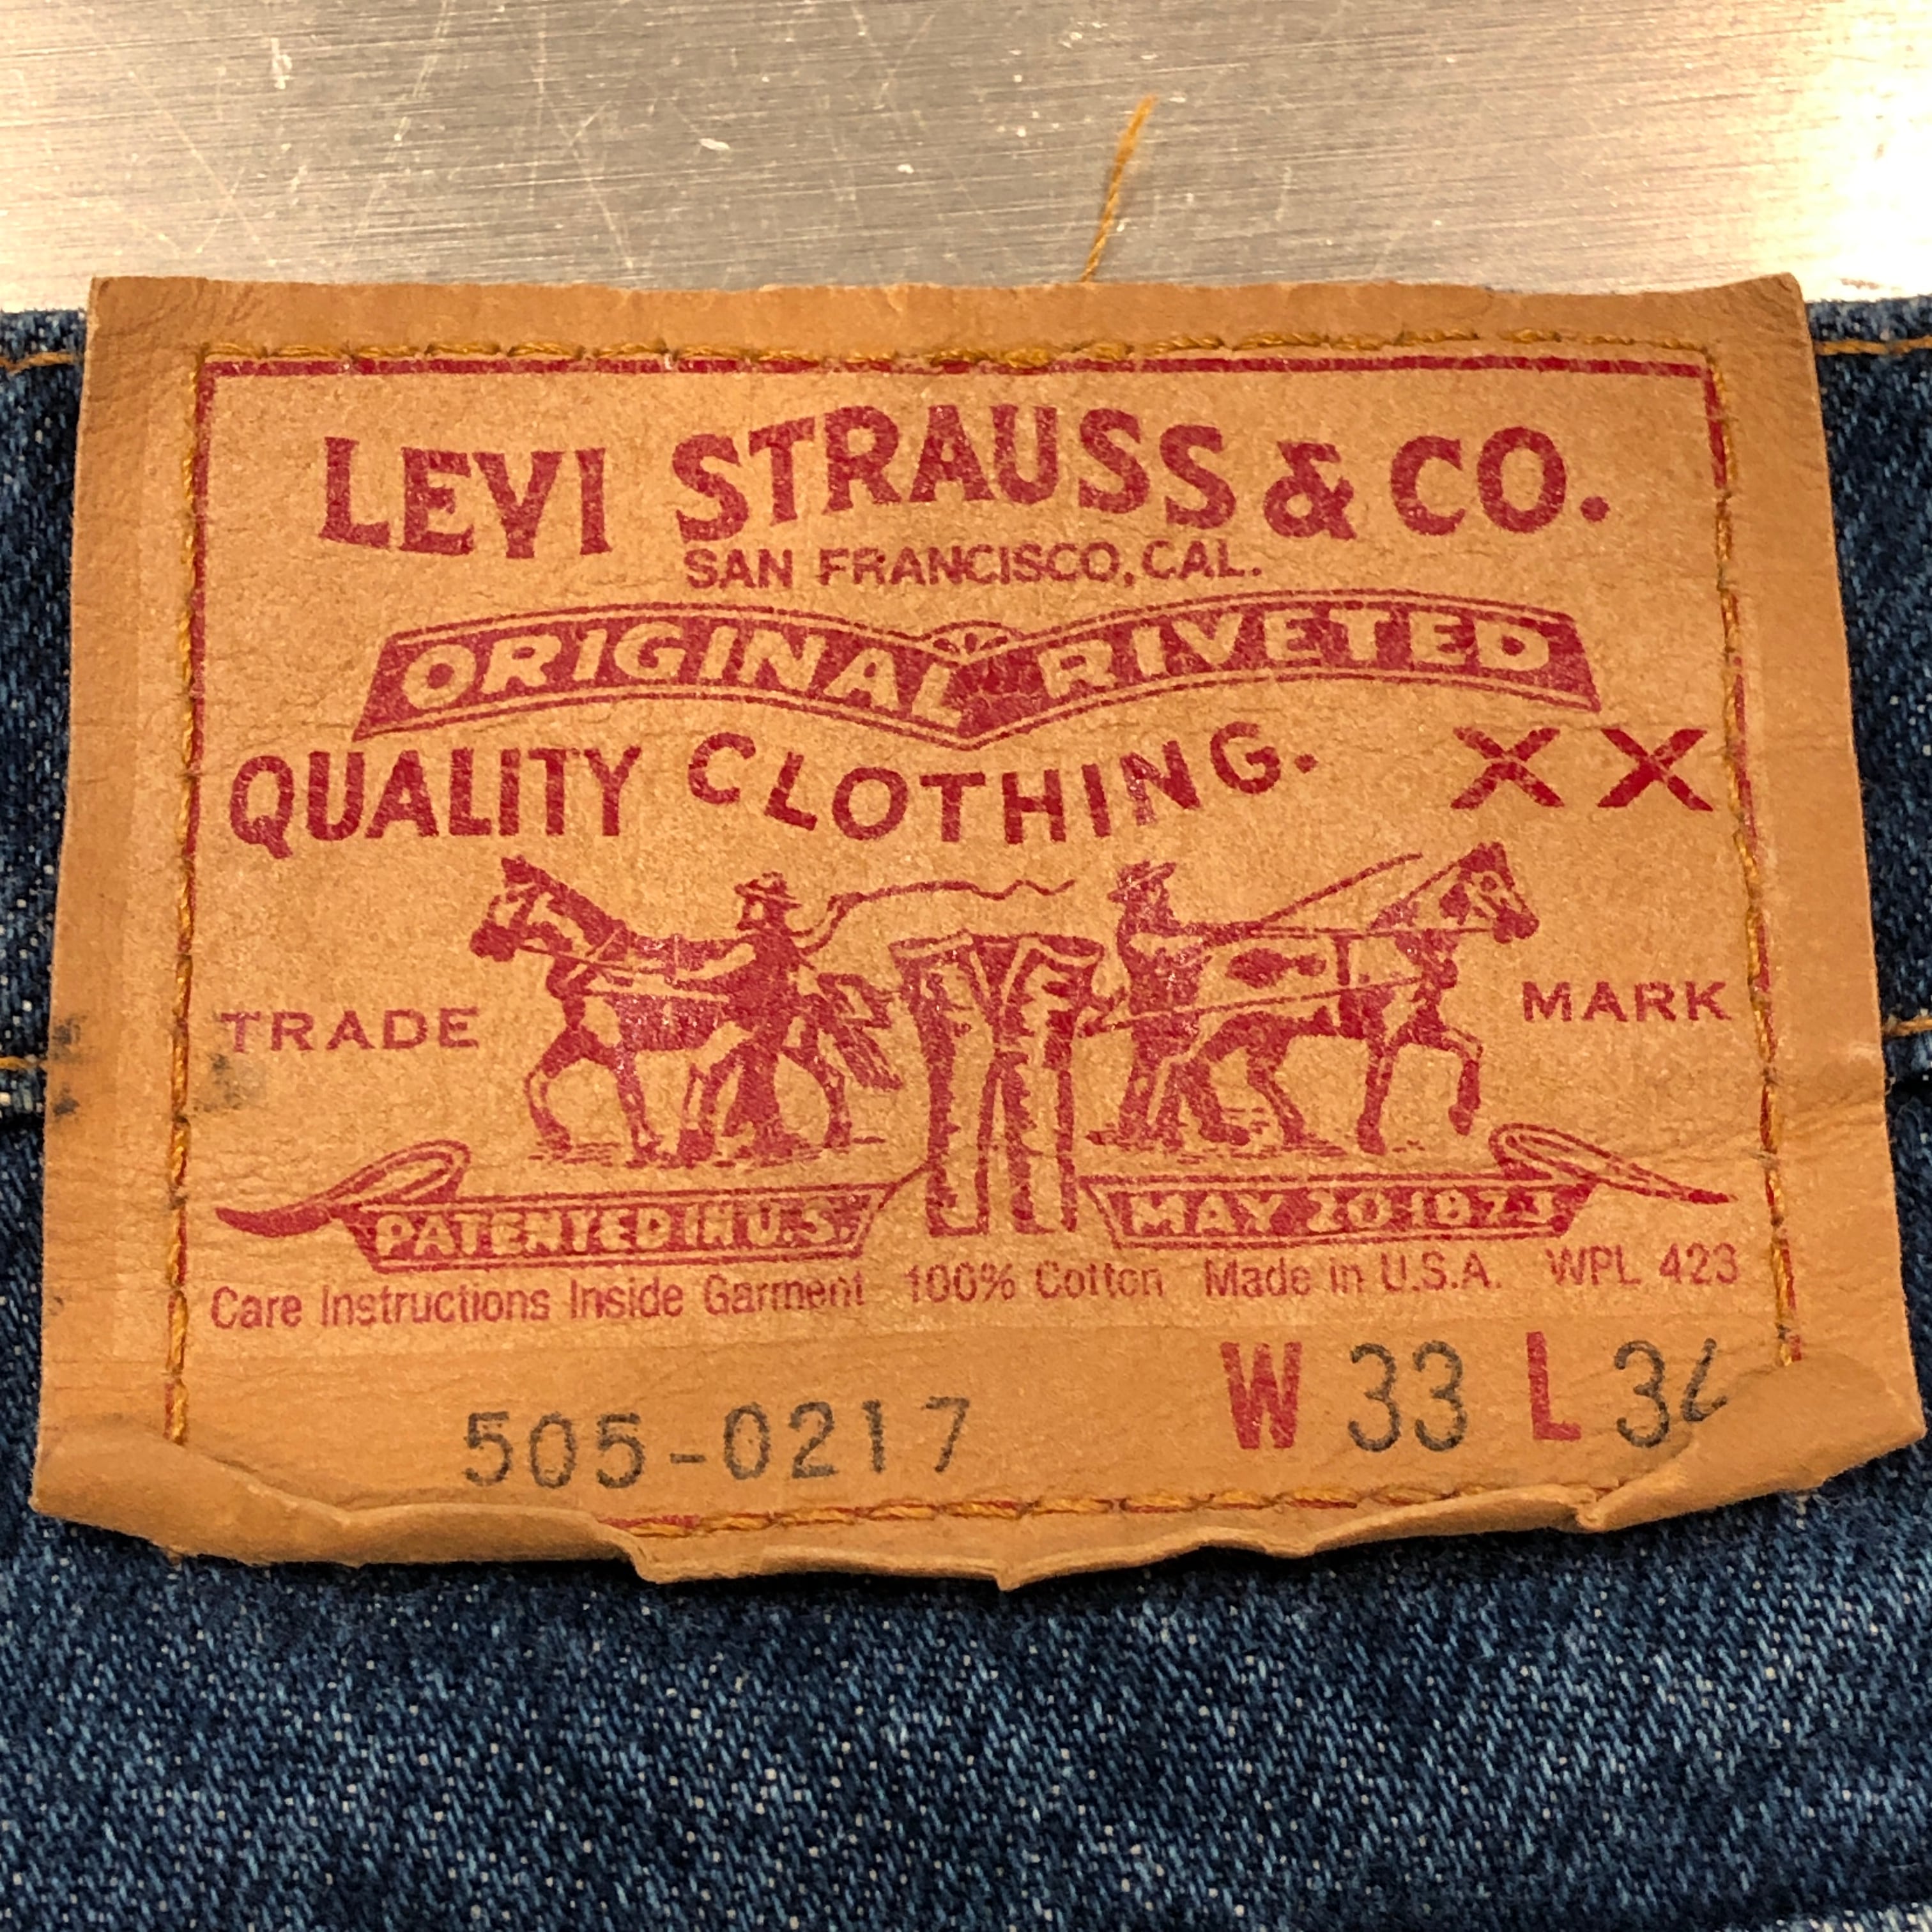 LEVI STRAUSS & CO.
SAN FRANCISCO, CAL.
ORIGINAL RIVETED
QUALITY CLOTHING. XX
TRADE MARK
PATENTED IN U.S. MAY 20 1873
Care Instructions Inside Garment 100% Cotton Made in U.S.A. WPL 423
505-0217 W 33 L